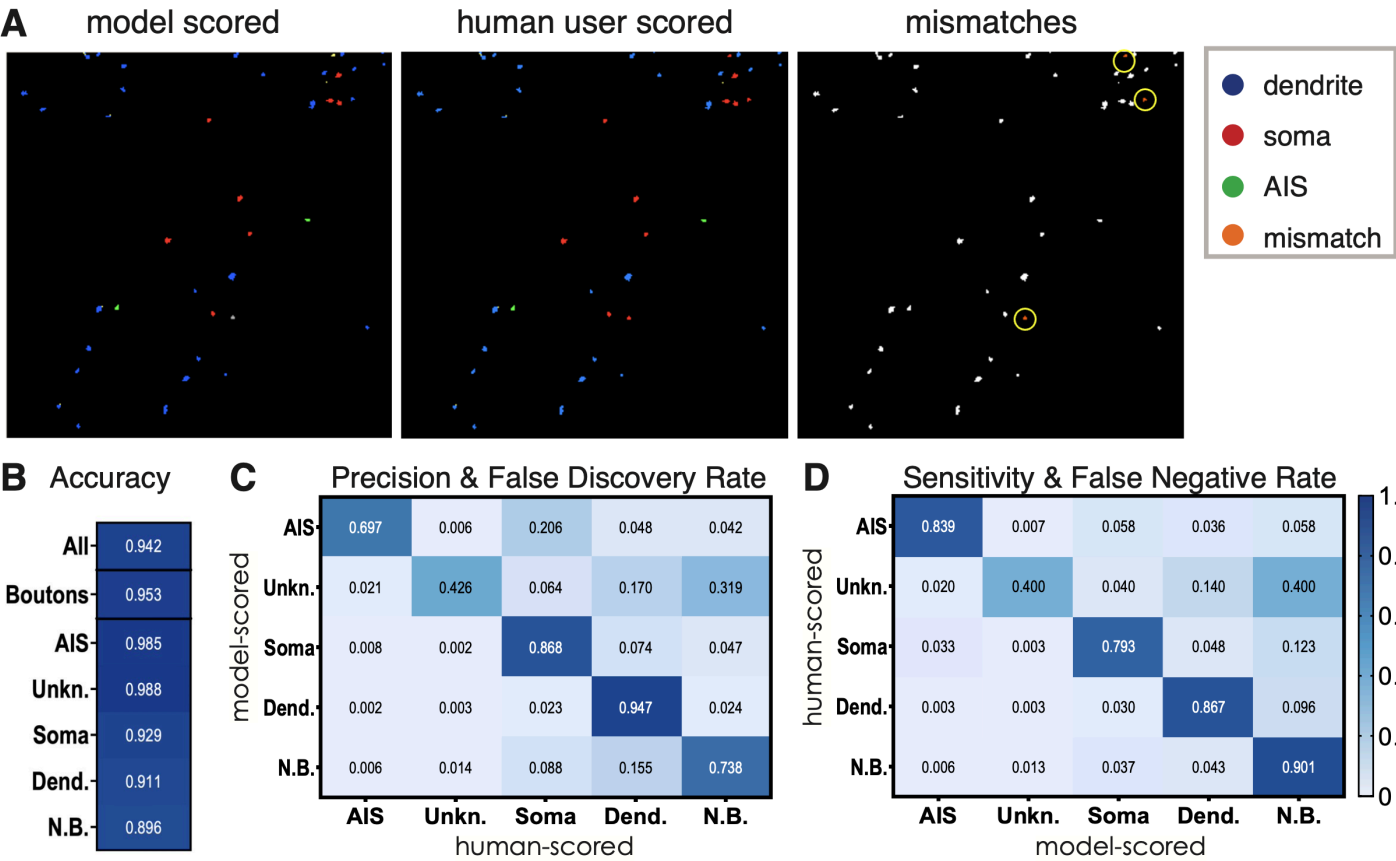 A
model scored
human user scored
mismatches
dendrite
soma
AIS
mismatch
B
Accuracy
All
0.942
Boutons
0.953
AIS
0.985
Unkn.
0.988
Soma
0.929
Dend.
0.911
N.B.
0.896
C
Precision & False Discovery Rate
model-scored
AIS 0.697 0.006 0.206 0.048 0.042
Unkn. 0.021 0.426 0.064 0.170 0.319
Soma 0.008 0.002 0.868 0.074 0.047
Dend. 0.002 0.003 0.023 0.947 0.024
N.B. 0.006 0.014 0.088 0.155 0.738
AIS Unkn. Soma Dend. N.B.
human-scored
D
Sensitivity & False Negative Rate
human-scored
AIS 0.839 0.007 0.058 0.036 0.058
Unkn. 0.020 0.400 0.040 0.140 0.400
Soma 0.033 0.003 0.793 0.048 0.123
Dend. 0.003 0.003 0.030 0.867 0.096
N.B. 0.006 0.013 0.037 0.043 0.901
AIS Unkn. Soma Dend. N.B.
model-scored
1.
0.
0.
0.
0.
0